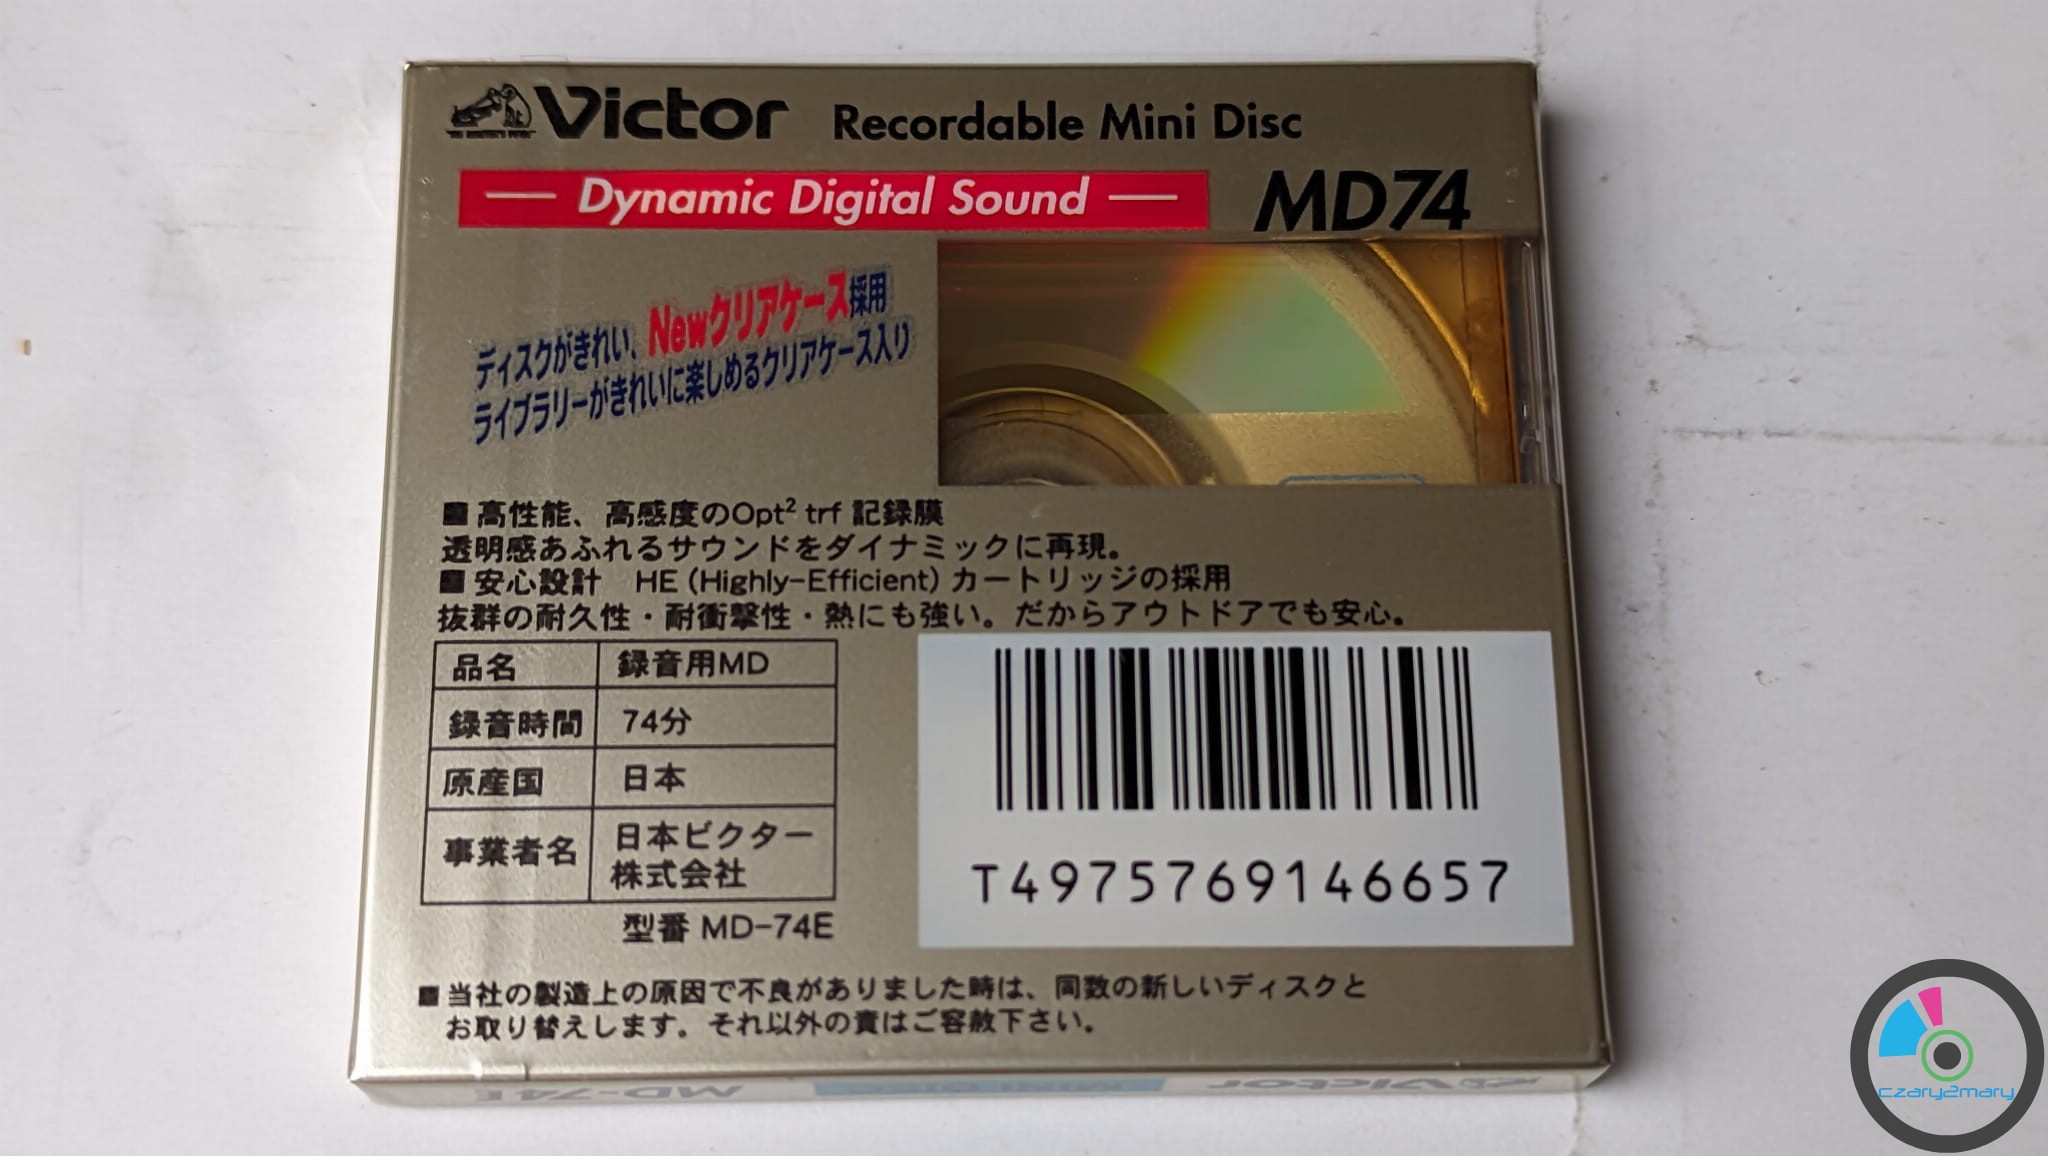 Victor Recordable Mini Disc
Dynamic Digital Sound
MD74
ディスクがきれい、Newクリアケース採用
ライブラリーがきれいに楽しめるクリアケース入り
■高性能、高感度のOpt² trf 記録膜
透明感あふれるサウンドをダイナミックに再現。
■安心設計 HE (Highly-Efficient) カートリッジの採用
抜群の耐久性・耐衝撃性・熱にも強い。だからアウトドアでも安心。
品名 録音用MD
録音時間 74分
原産国 日本
事業者名 日本ビクター
株式会社
型番 MD-74E
T4975769146657
■当社の製造上の原因で不良がありました時は、同数の新しいディスクと
お取り替えします。それ以外の責はご容赦下さい。
MD-74E MINI DISC Victor
czary2mary